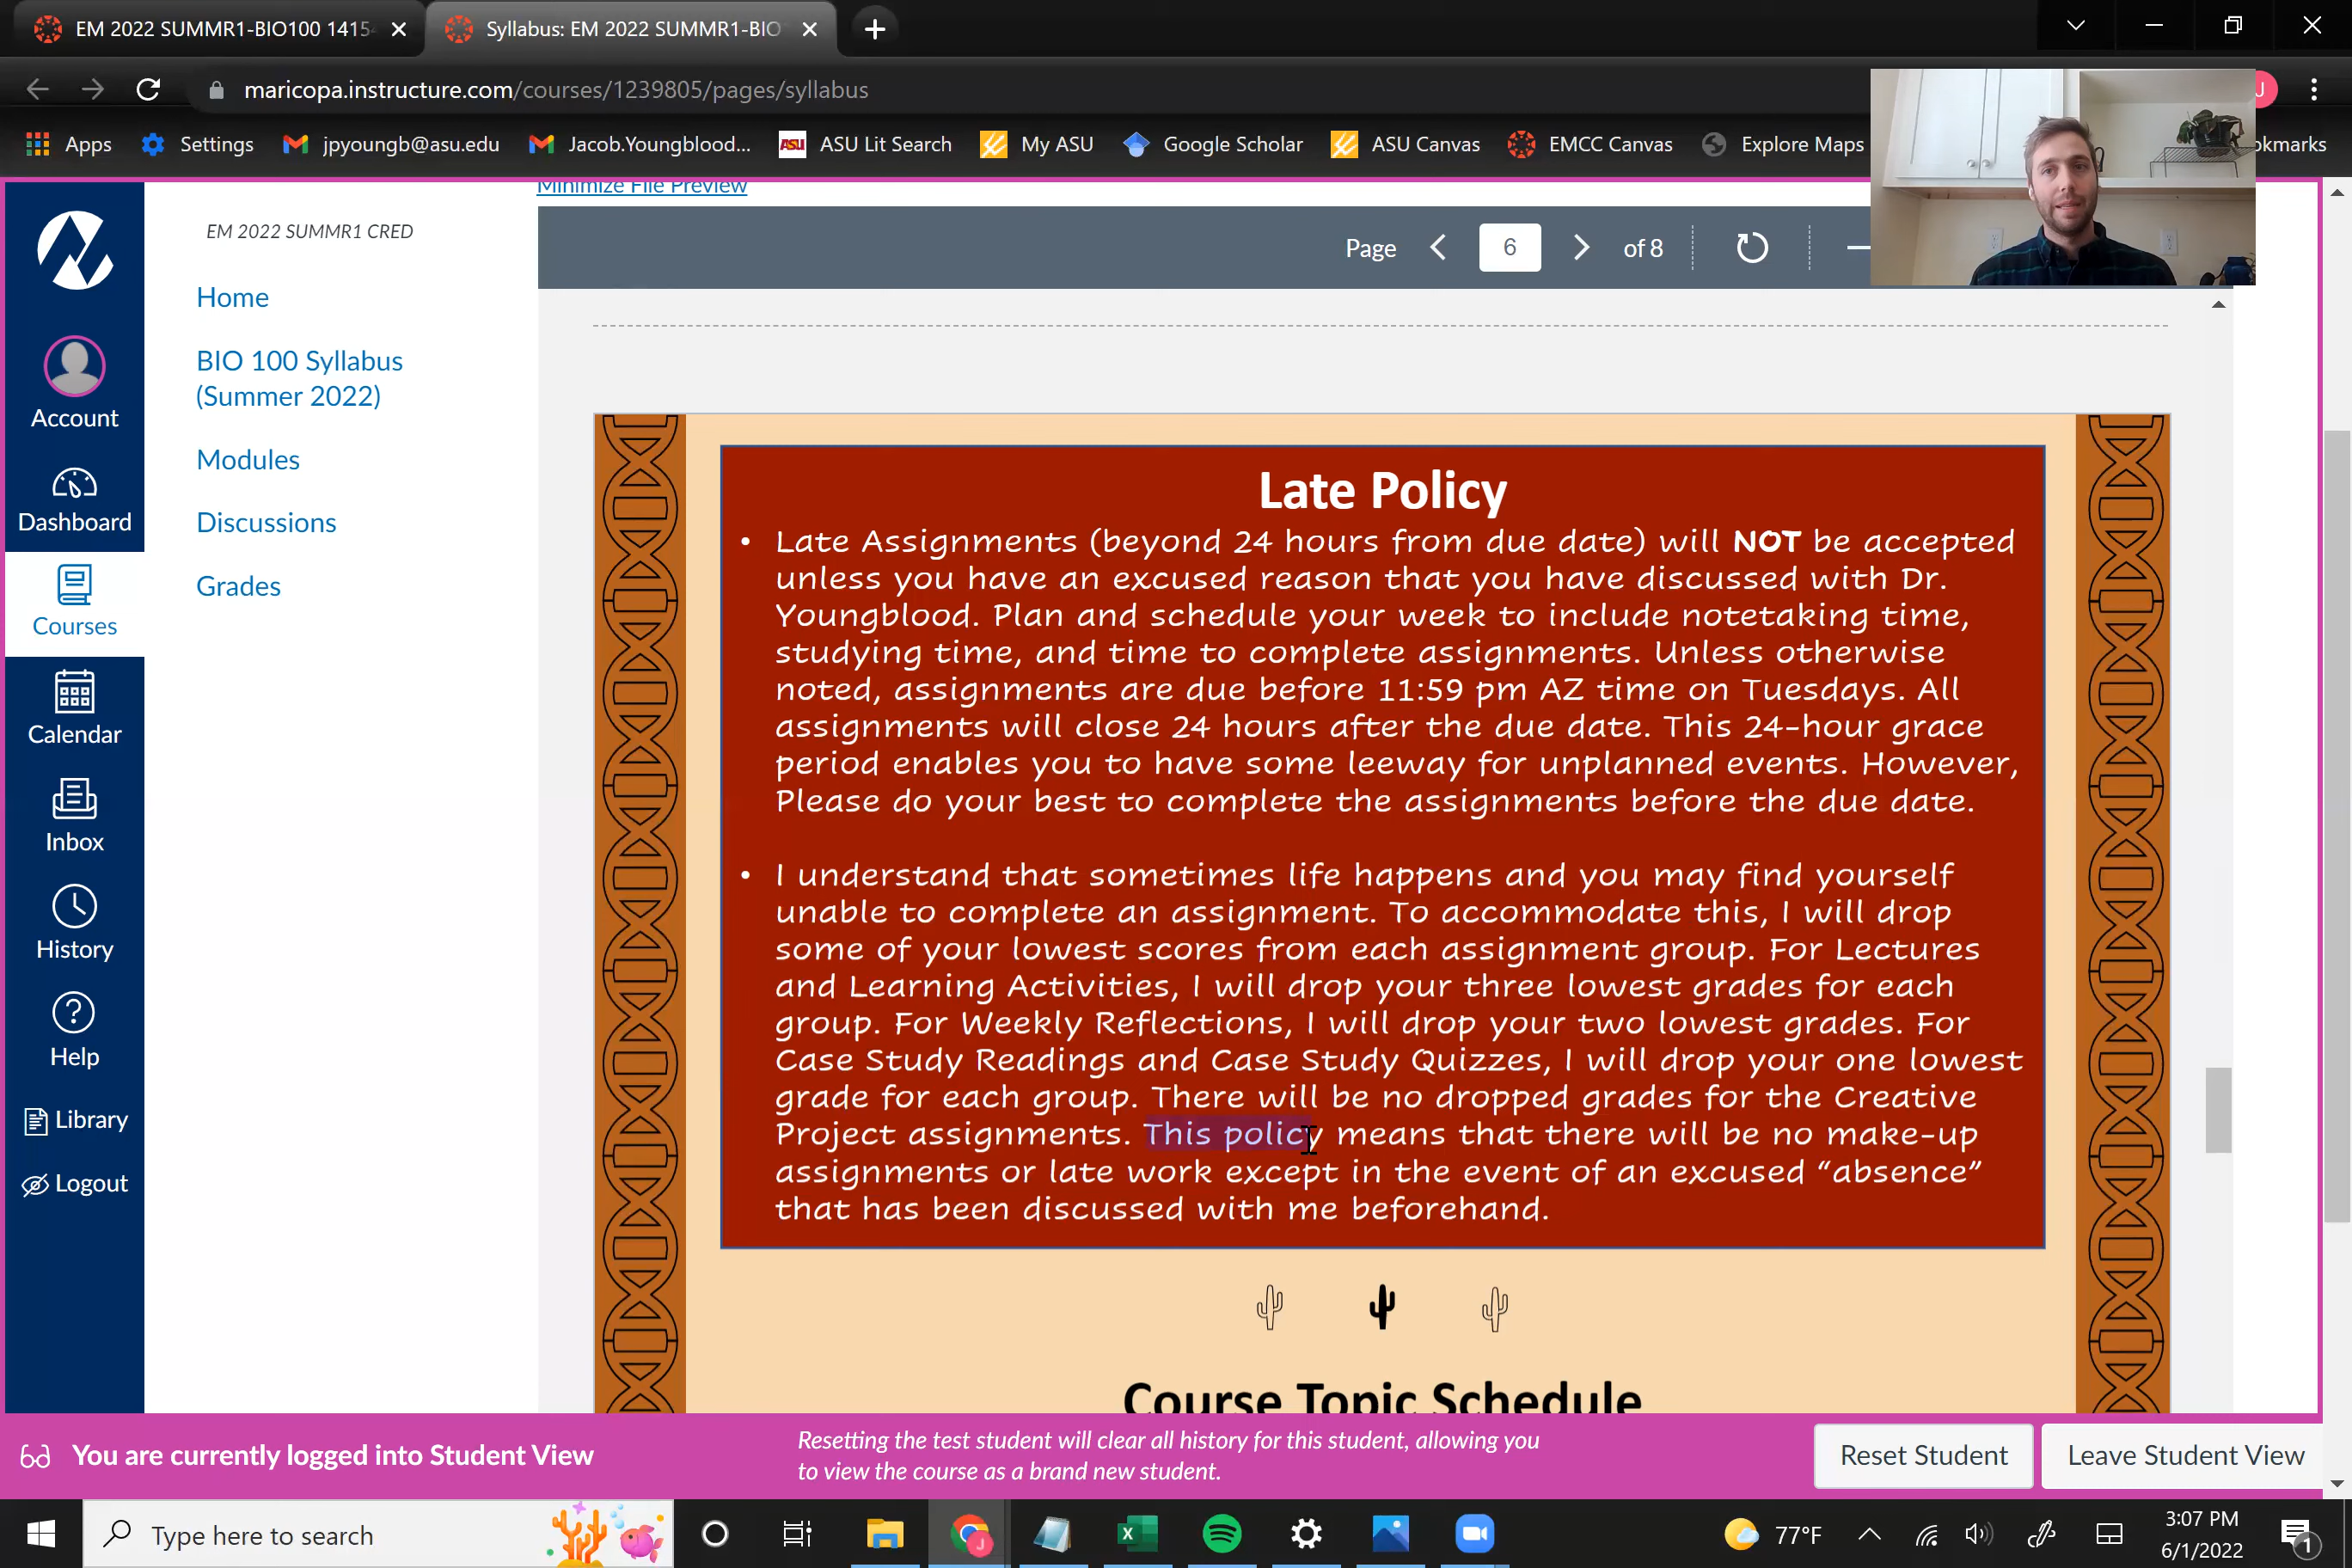 EM 2022 SUMMR1-BIO100 1415
Syllabus: EM 2022 SUMMR1-BIO
maricopa.instructure.com/courses/1239805/pages/syllabus
J
Apps
Settings
jpyoungb@asu.edu
Jacob.Youngblood...
ASU
ASU Lit Search
My ASU
Google Scholar
ASU Canvas
EMCC Canvas
Explore Maps
okmarks
Minimize File Preview
EM 2022 SUMMR1 CRED
Page 6 of 8
Home
BIO 100 Syllabus
(Summer 2022)
Modules
Discussions
Grades
Account
Dashboard
Courses
Calendar
Inbox
History
Help
Library
Logout
Late Policy
• Late Assignments (beyond 24 hours from due date) will NOT be accepted
unless you have an excused reason that you have discussed with Dr.
Youngblood. Plan and schedule your week to include notetaking time,
studying time, and time to complete assignments. Unless otherwise
noted, assignments are due before 11:59 pm AZ time on Tuesdays. All
assignments will close 24 hours after the due date. This 24-hour grace
period enables you to have some leeway for unplanned events. However,
Please do your best to complete the assignments before the due date.
• I understand that sometimes life happens and you may find yourself
unable to complete an assignment. To accommodate this, I will drop
some of your lowest scores from each assignment group. For Lectures
and Learning Activities, I will drop your three lowest grades for each
group. For Weekly Reflections, I will drop your two lowest grades. For
Case Study Readings and Case Study Quizzes, I will drop your one lowest
grade for each group. There will be no dropped grades for the Creative
Project assignments. This policy means that there will be no make-up
assignments or late work except in the event of an excused “absence”
that has been discussed with me beforehand.
Course Topic Schedule
You are currently logged into Student View
Resetting the test student will clear all history for this student, allowing you
to view the course as a brand new student.
Reset Student
Leave Student View
Type here to search
J
X
77°F
3:07 PM
6/1/2022
1